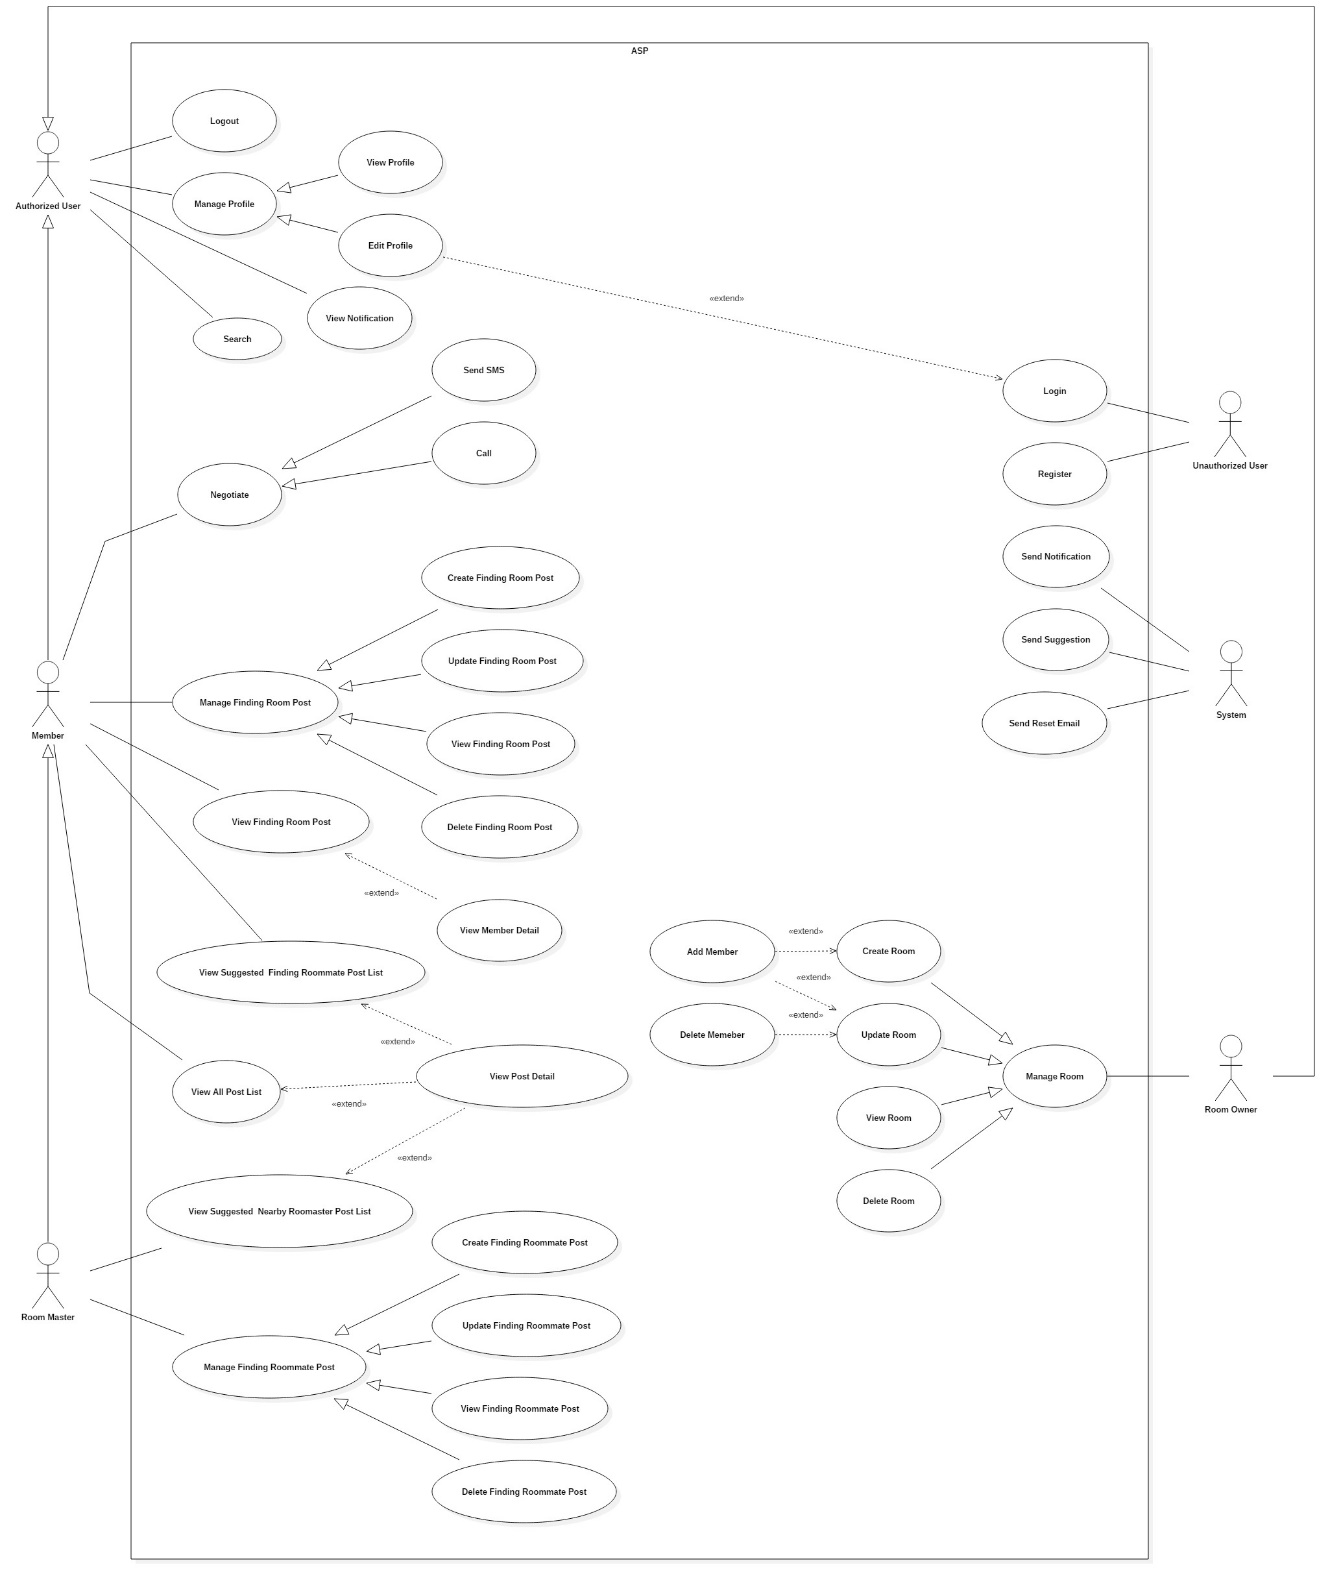 ASP
Logout
View Profile
Authorized User
Manage Profile
Edit Profile
«extend»
View Notification
Search
Send SMS
Login
Call
Unauthorized User
Register
Negotiate
Send Notification
Create Finding Room Post
Send Suggestion
Update Finding Room Post
Manage Finding Room Post
System
Send Reset Email
Member
View Finding Room Post
View Finding Room Post
Delete Finding Room Post
«extend»
View Member Detail
«extend»
Add Member
Create Room
View Suggested  Finding Roommate Post List
«extend»
«extend»
Delete Memeber
Update Room
«extend»
View Post Detail
Manage Room
View All Post List
«extend»
Room Owner
View Room
«extend»
Delete Room
View Suggested  Nearby Roomaster Post List
Create Finding Roommate Post
Room Master
Update Finding Roommate Post
Manage Finding Roommate Post
View Finding Roommate Post
Delete Finding Roommate Post